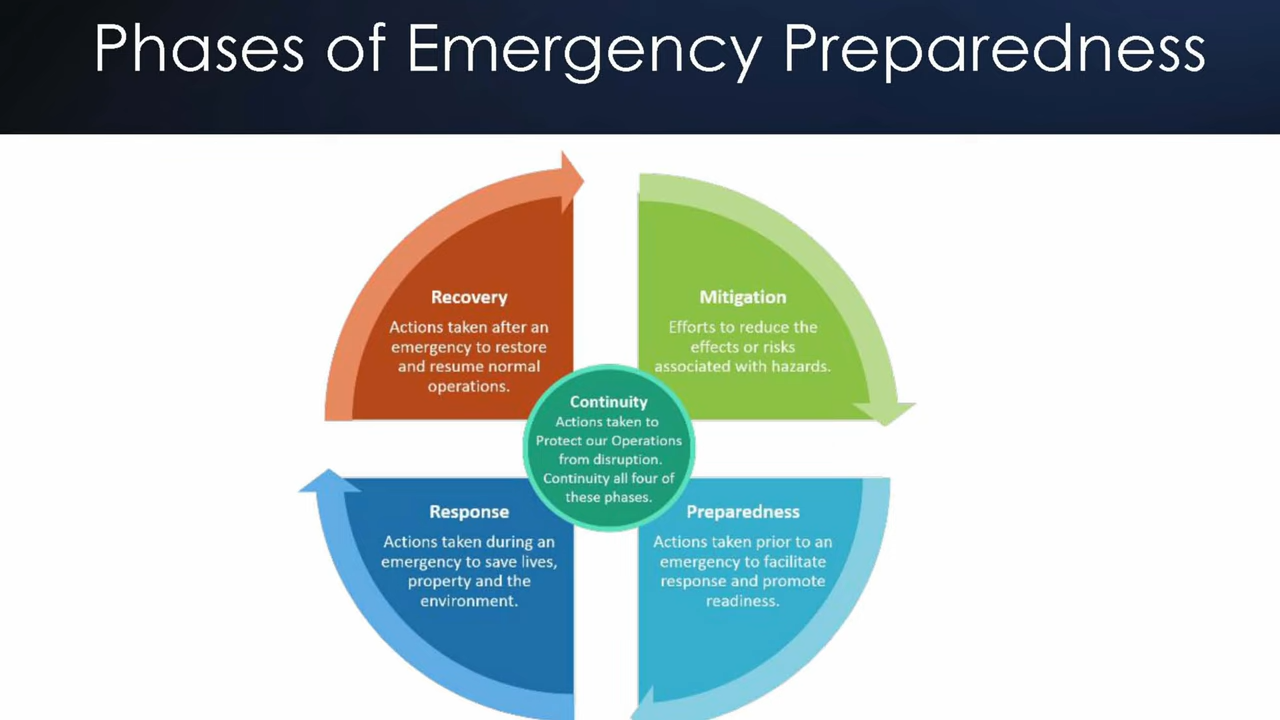 Phases of Emergency Preparedness
Recovery
Actions taken after an
emergency to restore
and resume normal
operations.
Mitigation
Efforts to reduce the
effects or risks
associated with hazards.
Continuity
Actions taken to
Protect our Operations
from disruption.
Continuity all four of
these phases.
Response
Actions taken during an
emergency to save lives,
property and the
environment.
Preparedness
Actions taken prior to an
emergency to facilitate
response and promote
readiness.